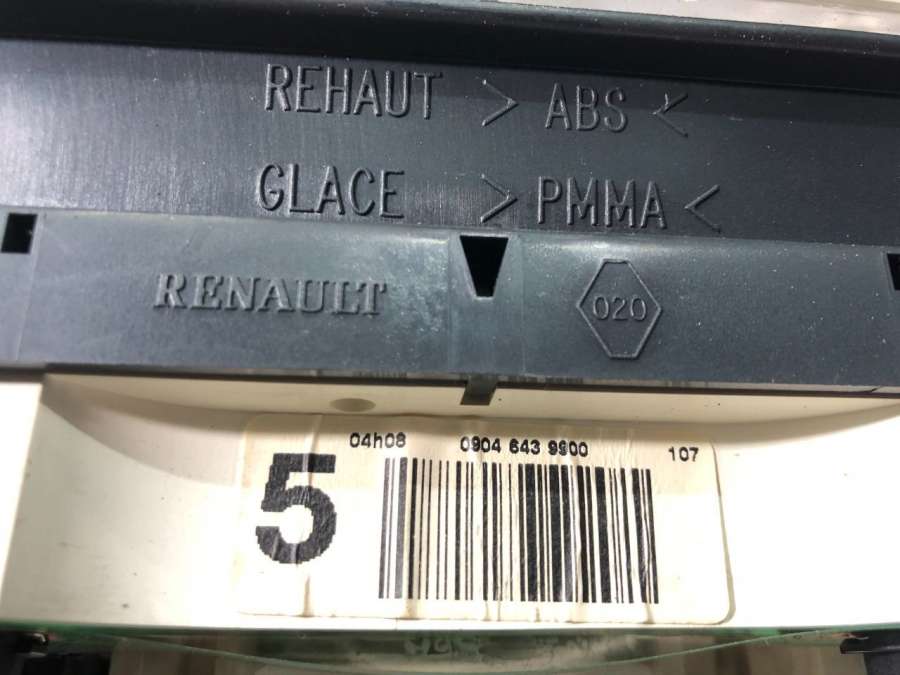 REHAUT > ABS <
GLACE > PMMA <
RENAULT 020
04h08 0904 643 9900 107
5